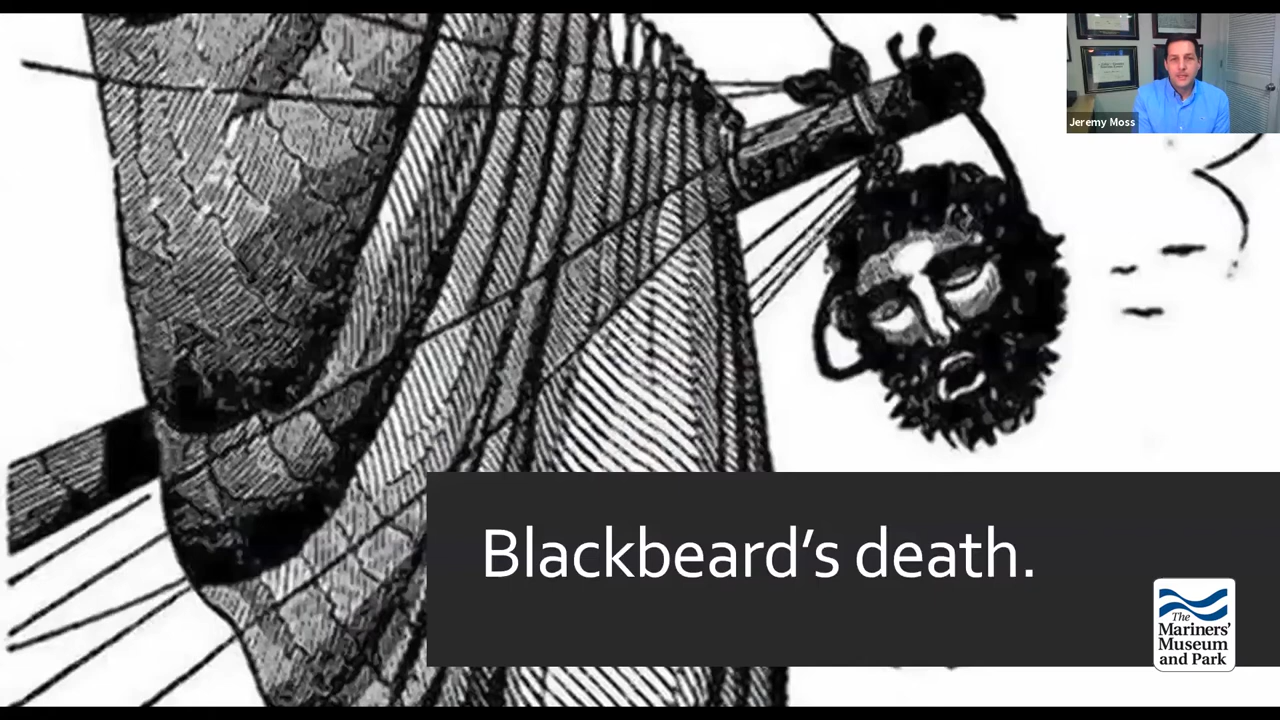 Jeremy Moss
Blackbeard's death.
The
Mariners'
Museum
and Park